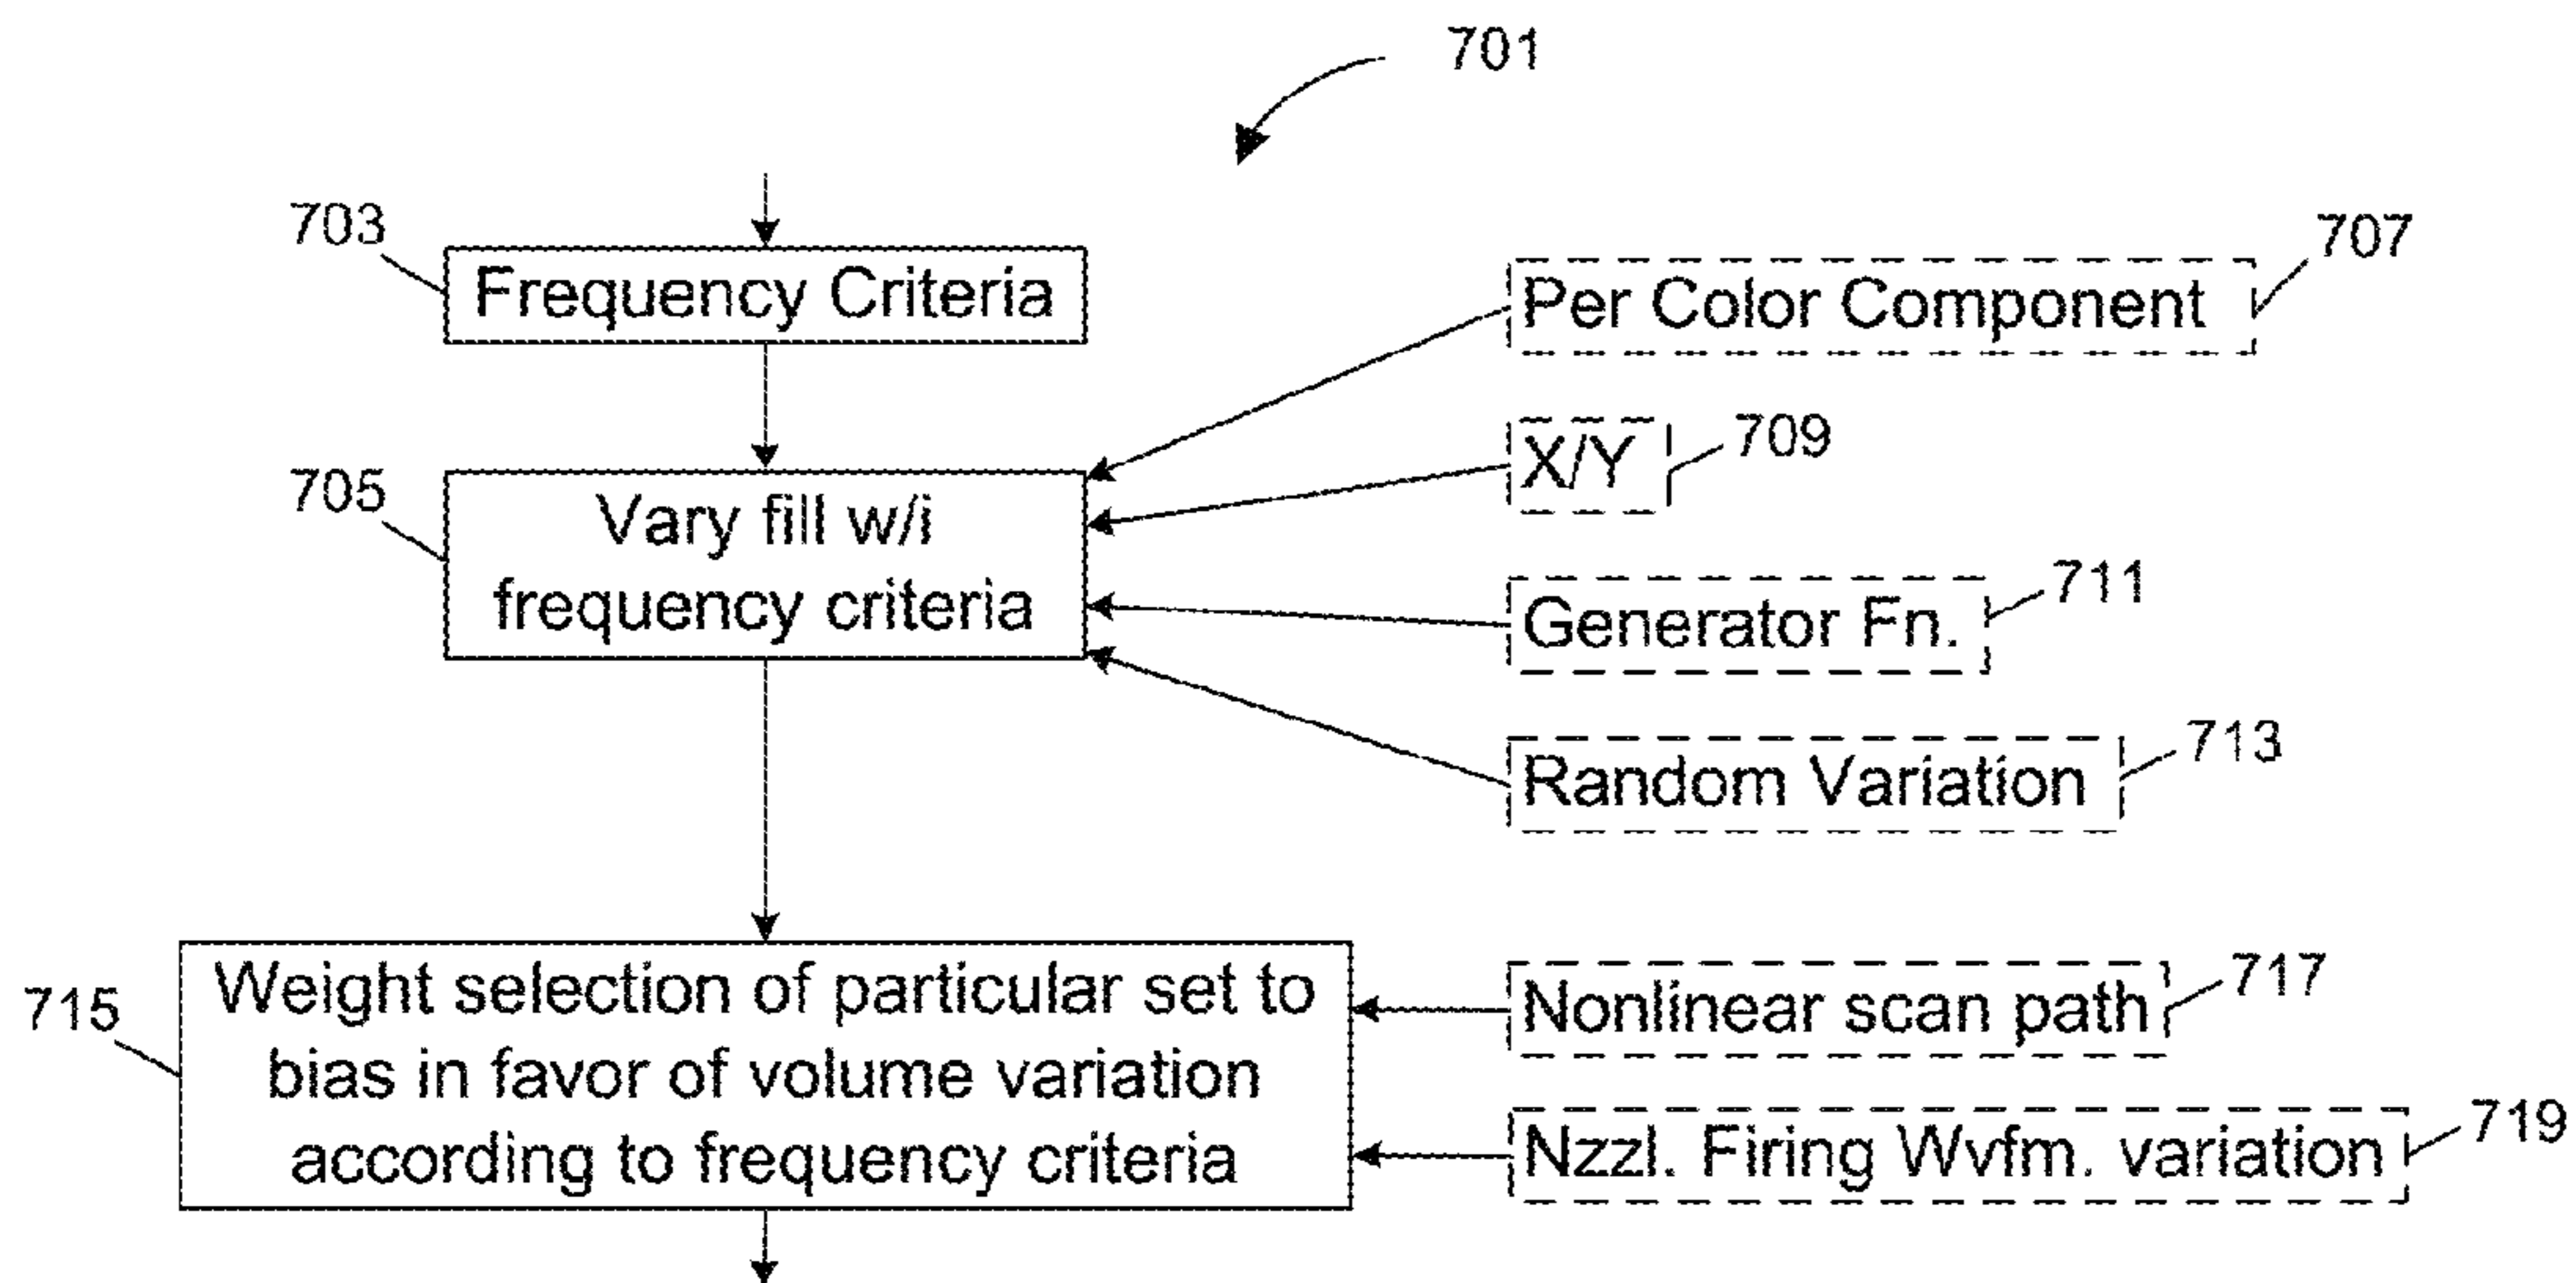 701
703
Frequency Criteria
707
Per Color Component
705
Vary fill w/i
frequency criteria
X/Y
709
Generator Fn.
711
Random Variation
713
715
Weight selection of particular set to
bias in favor of volume variation
according to frequency criteria
Nonlinear scan path
717
Nzzl. Firing Wvfm. variation
719